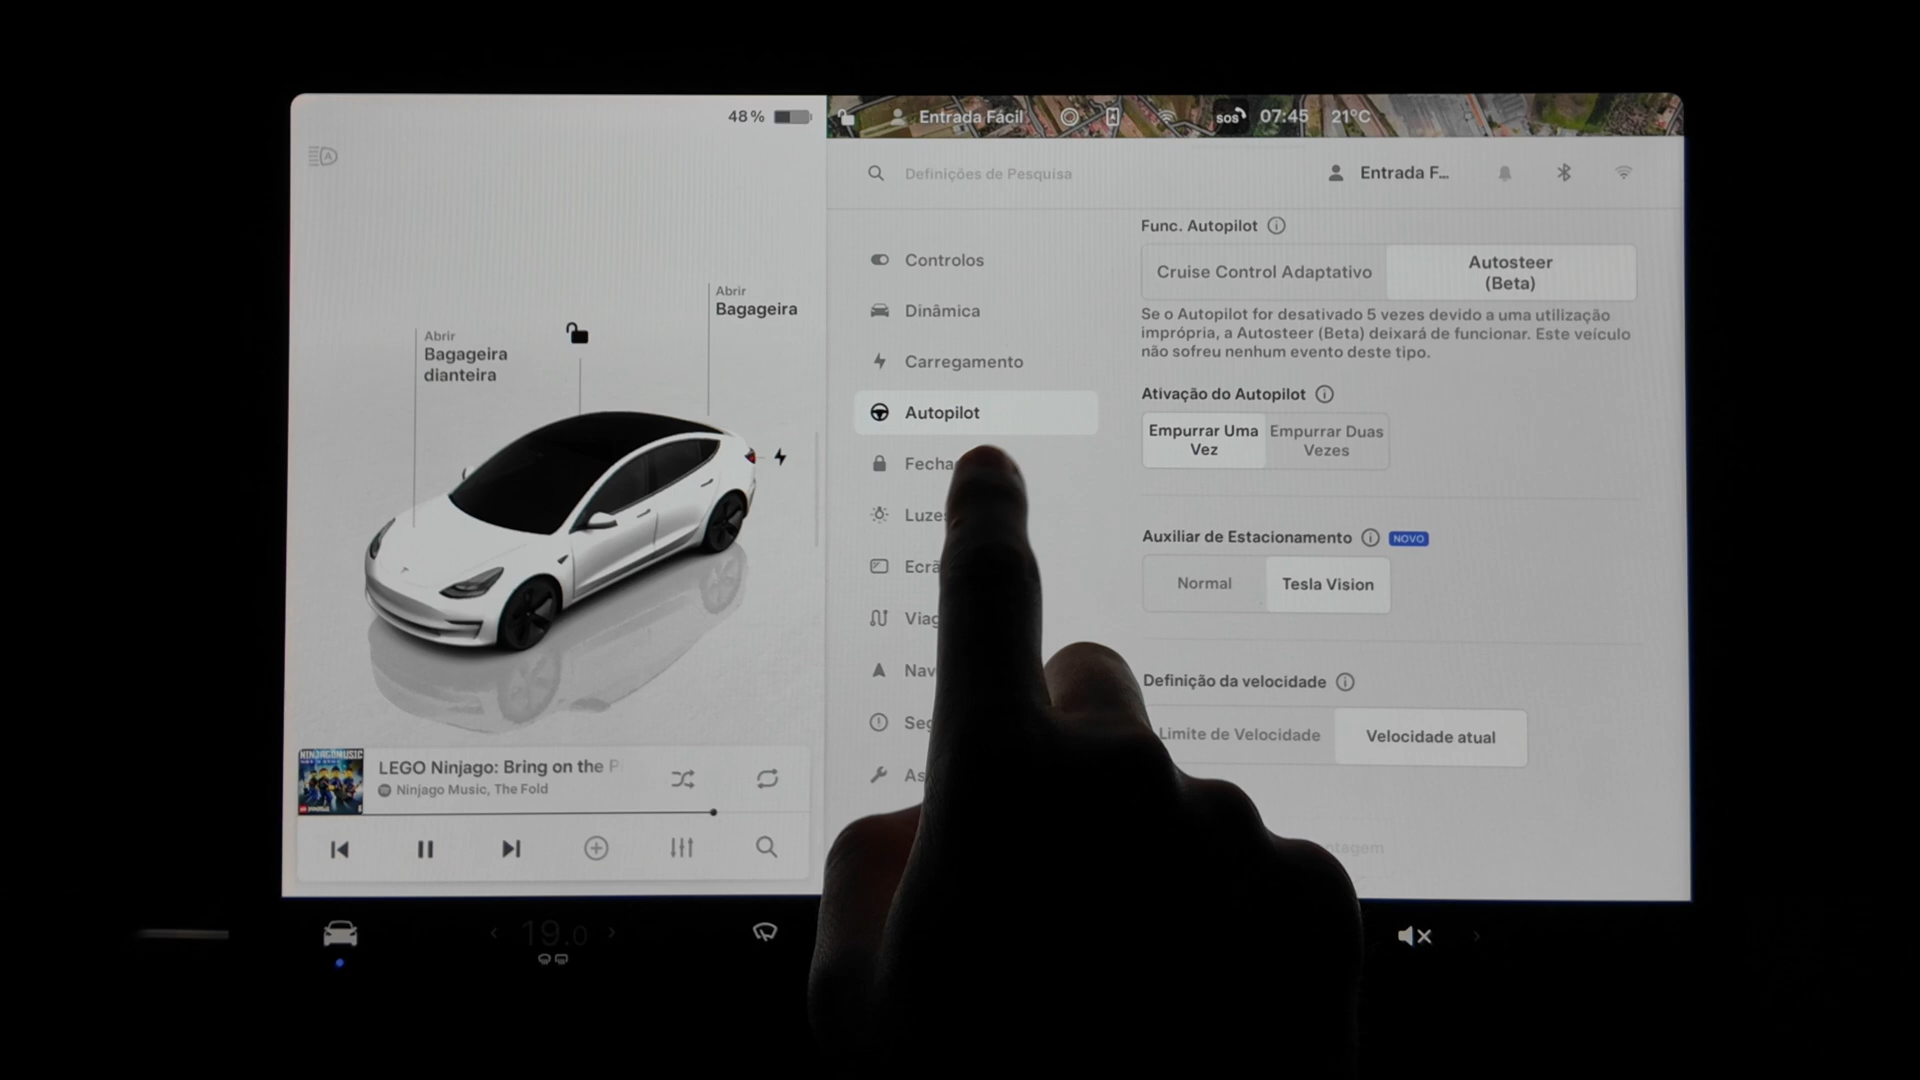 48 %
Entrada Fácil
SOS
07:45
21°C
Definições de Pesquisa
Entrada F...
Abrir
Bagageira
dianteira
Abrir
Bagageira
Controlos
Dinâmica
Carregamento
Autopilot
Func. Autopilot
Cruise Control Adaptativo
Autosteer
(Beta)
Se o Autopilot for desativado 5 vezes devido a uma utilização
imprópria, a Autosteer (Beta) deixará de funcionar. Este veículo
não sofreu nenhum evento deste tipo.
Ativação do Autopilot
Empurrar Uma
Vez
Empurrar Duas
Vezes
Auxiliar de Estacionamento
NOVO
Normal
Tesla Vision
Definição da velocidade
Limite de Velocidade
Velocidade atual
LEGO Ninjago: Bring on the
Ninjago Music, The Fold
19.0